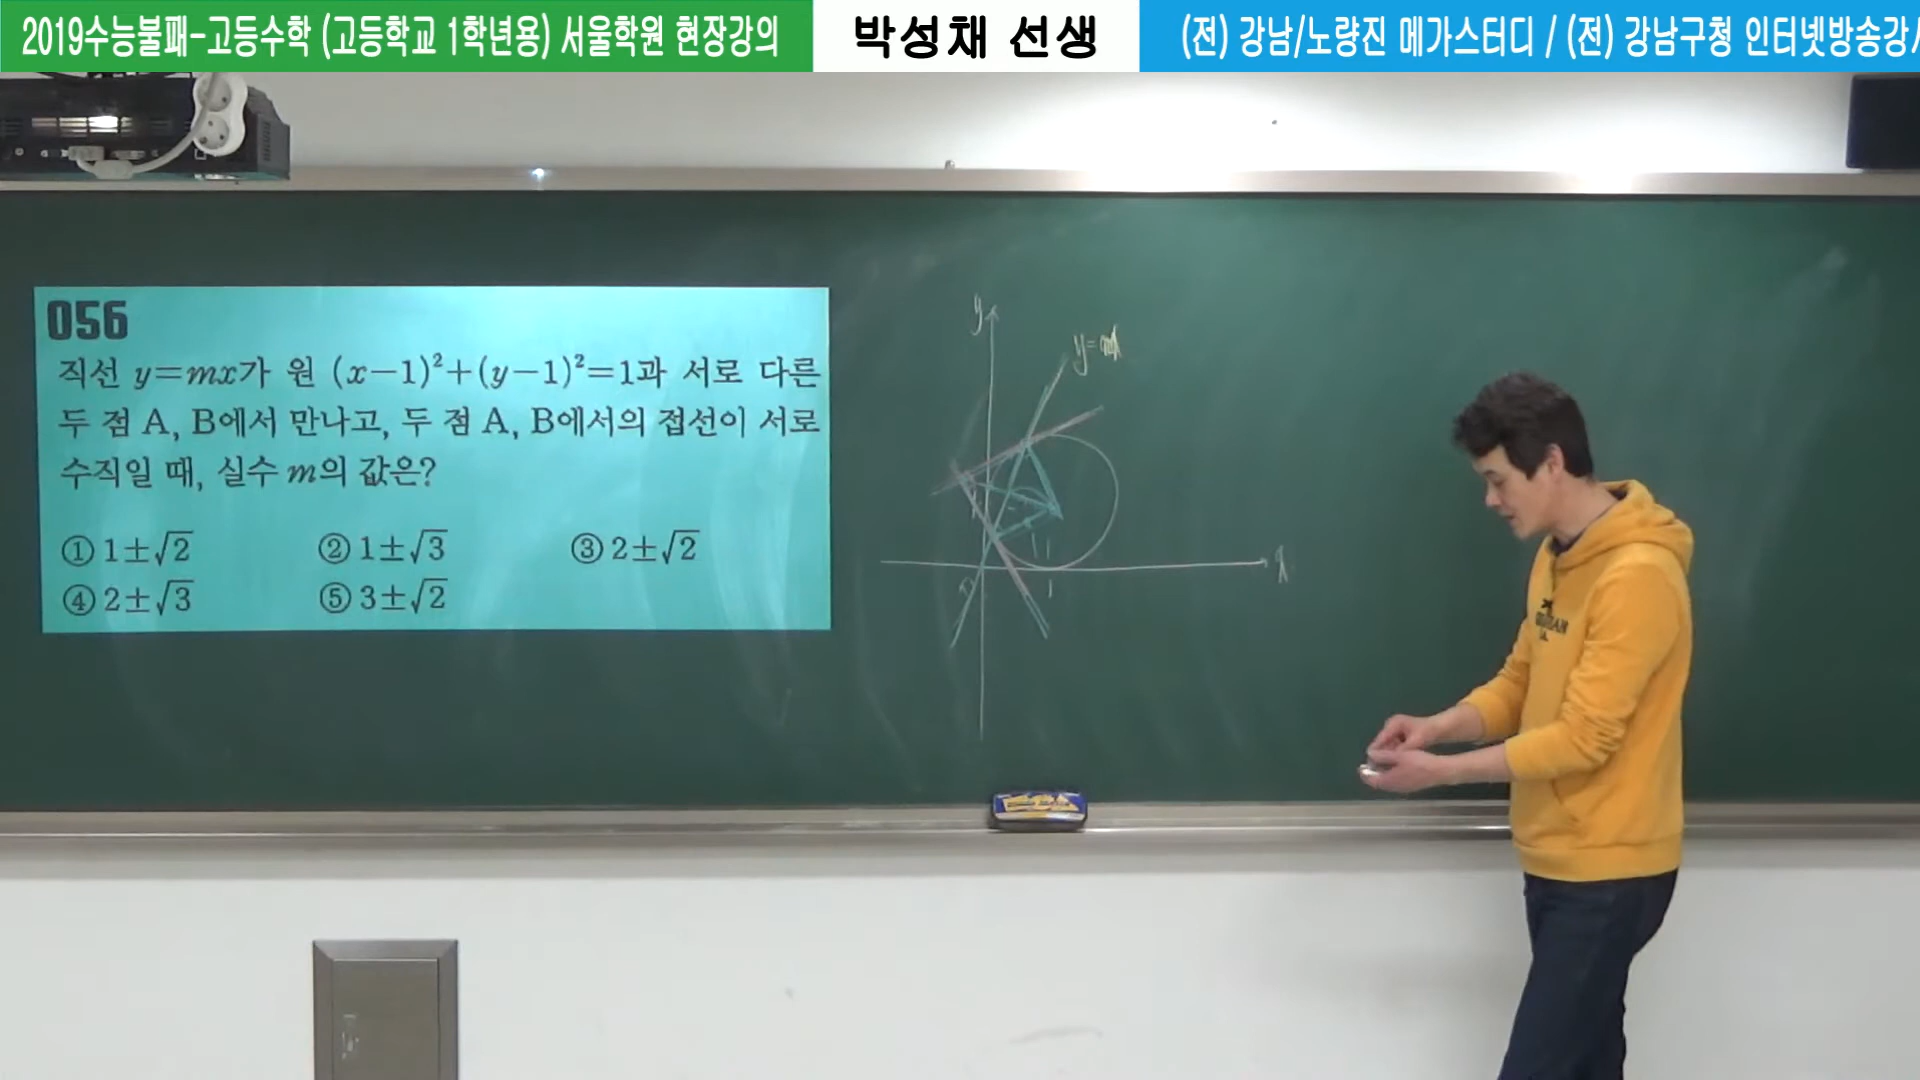 2019수능불패-고등수학 (고등학교 1학년용) 서울학원 현장강의
박성채 선생
(전) 강남/노량진 메가스터디 / (전) 강남구청 인터넷방송강사
056
직선 y=mx가 원 (x-1)²+(y-1)²=1과 서로 다른
두 점 A, B에서 만나고, 두 점 A, B에서의 접선이 서로
수직일 때, 실수 m의 값은?
① 1±√2 ② 1±√3 ③ 2±√2
④ 2±√3 ⑤ 3±√2
y
y=mx
x
1